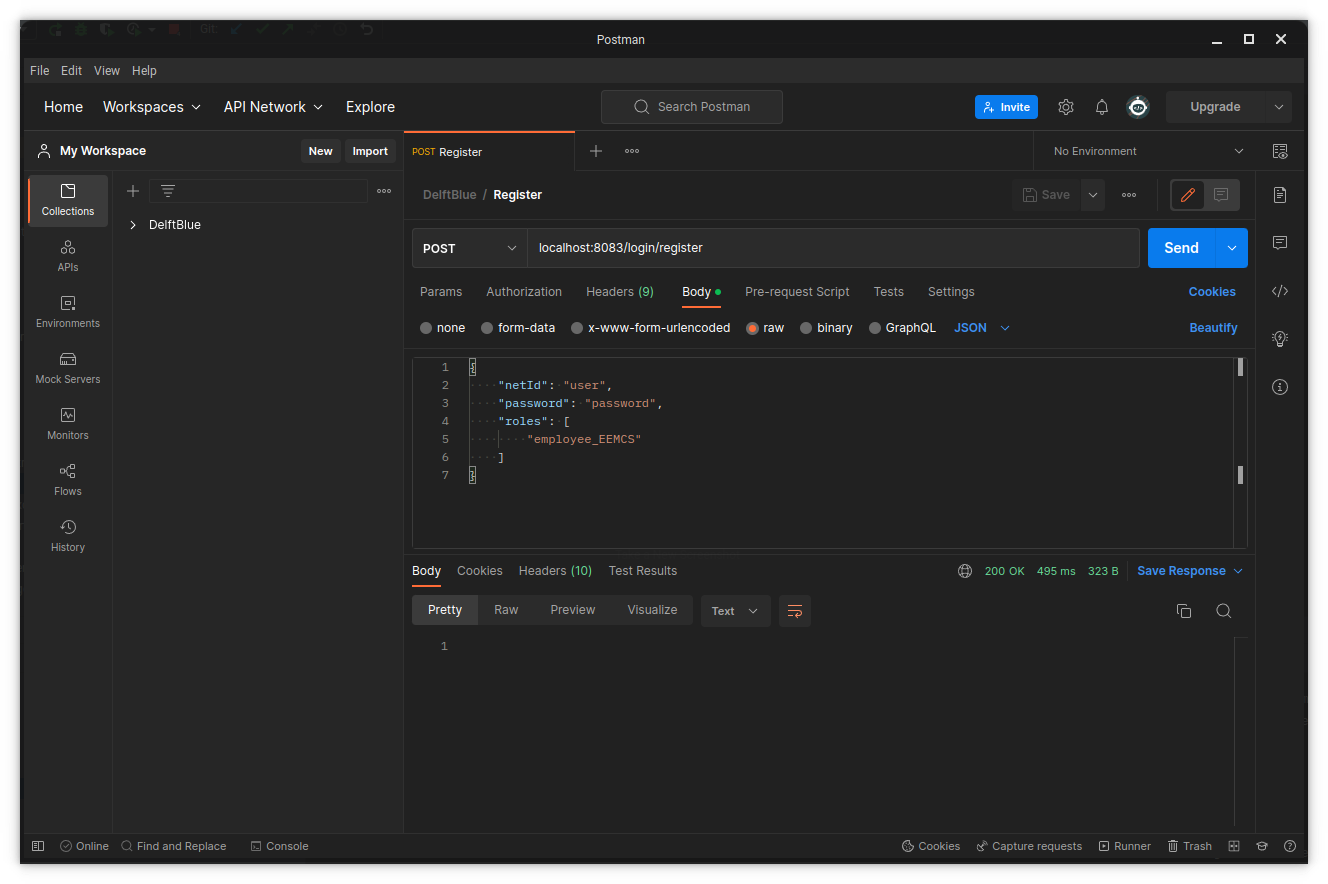 Git:
Postman
File Edit View Help
Home Workspaces API Network Explore Search Postman Invite Upgrade
My Workspace New Import POST Register No Environment
Collections
APIs
Environments
Mock Servers
Monitors
Flows
History
DelftBlue
DelftBlue / Register Save
POST localhost:8083/login/register Send
Params Authorization Headers (9) Body Pre-request Script Tests Settings Cookies
none form-data x-www-form-urlencoded raw binary GraphQL JSON Beautify
1 {
2 "netId": "user",
3 "password": "password",
4 "roles": [
5 "employee_EEMCS"
6 ]
7 }
Body Cookies Headers (10) Test Results 200 OK 495 ms 323 B Save Response
Pretty Raw Preview Visualize Text
1
Online Find and Replace Console Cookies Capture requests Runner Trash